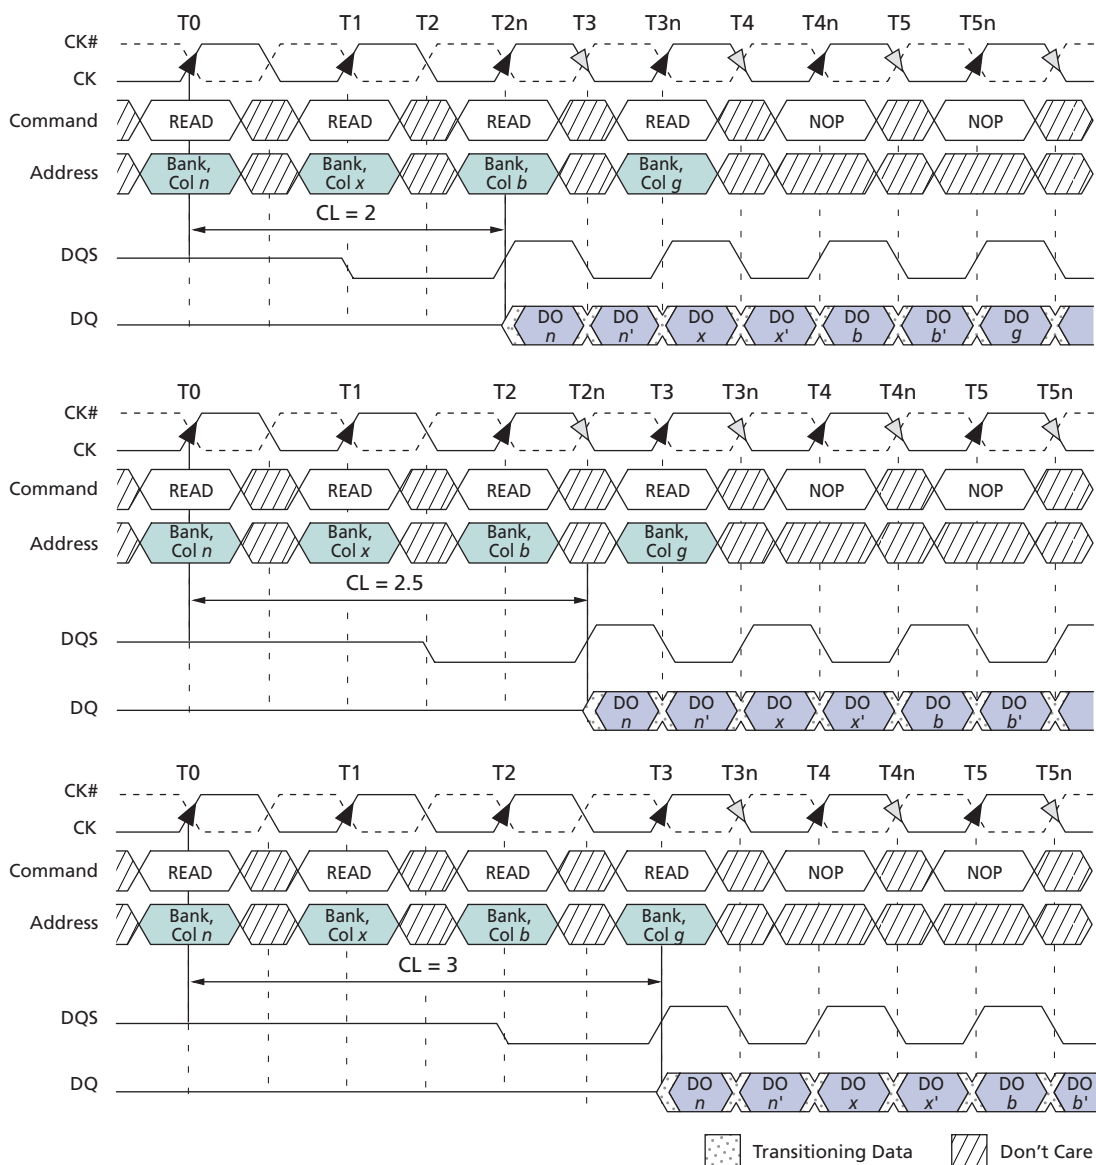 T0 T1 T2 T2n T3 T3n T4 T4n T5 T5n
CK#
CK
Command READ READ READ READ NOP NOP
Address Bank, Col n Bank, Col x Bank, Col b Bank, Col g
CL = 2
DQS
DQ DO n DO n' DO x DO x' DO b DO b' DO g
T0 T1 T2 T2n T3 T3n T4 T4n T5 T5n
CK#
CK
Command READ READ READ READ NOP NOP
Address Bank, Col n Bank, Col x Bank, Col b Bank, Col g
CL = 2.5
DQS
DQ DO n DO n' DO x DO x' DO b DO b'
T0 T1 T2 T3 T3n T4 T4n T5 T5n
CK#
CK
Command READ READ READ READ NOP NOP
Address Bank, Col n Bank, Col x Bank, Col b Bank, Col g
CL = 3
DQS
DQ DO n DO n' DO x DO x' DO b DO b'
Transitioning Data Don't Care